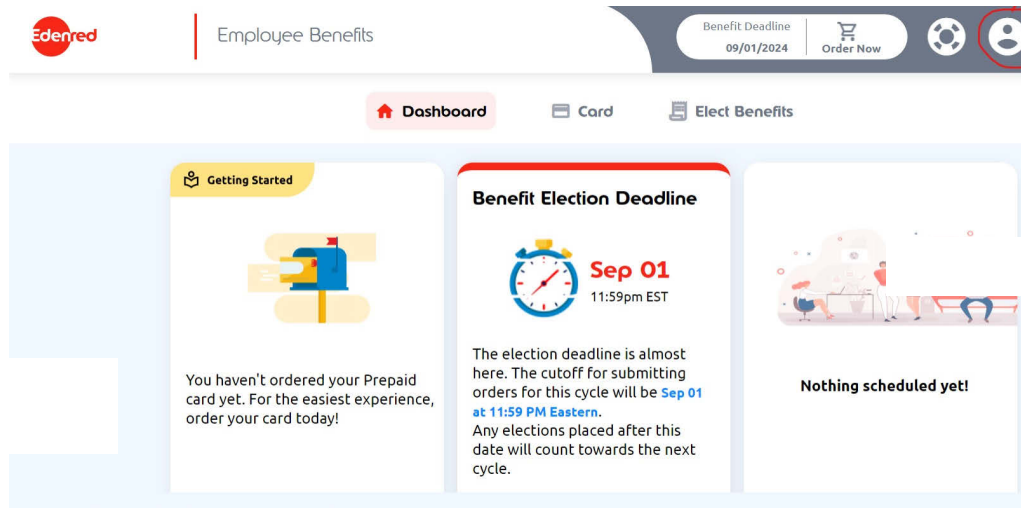 Edenred
Employee Benefits
Benefit Deadline
09/01/2024
Order Now
Dashboard
Card
Elect Benefits
Getting Started
You haven't ordered your Prepaid
card yet. For the easiest experience,
order your card today!
Benefit Election Deadline
Sep 01
11:59pm EST
The election deadline is almost
here. The cutoff for submitting
orders for this cycle will be Sep 01
at 11:59 PM Eastern.
Any elections placed after this
date will count towards the next
cycle.
Nothing scheduled yet!